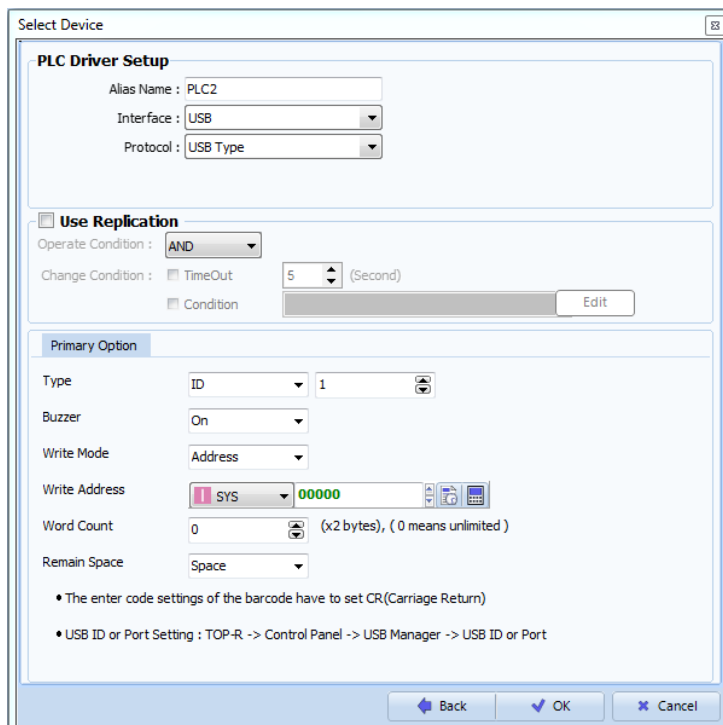 Select Device
PLC Driver Setup
Alias Name : PLC2
Interface : USB
Protocol : USB Type
Use Replication
Operate Condition : AND
Change Condition : TimeOut 5 (Second)
Condition Edit
Primary Option
Type ID 1
Buzzer On
Write Mode Address
Write Address I SYS 00000
Word Count 0 (x2 bytes), ( 0 means unlimited )
Remain Space Space
• The enter code settings of the barcode have to set CR(Carriage Return)
• USB ID or Port Setting : TOP-R -> Control Panel -> USB Manager -> USB ID or Port
Back OK Cancel